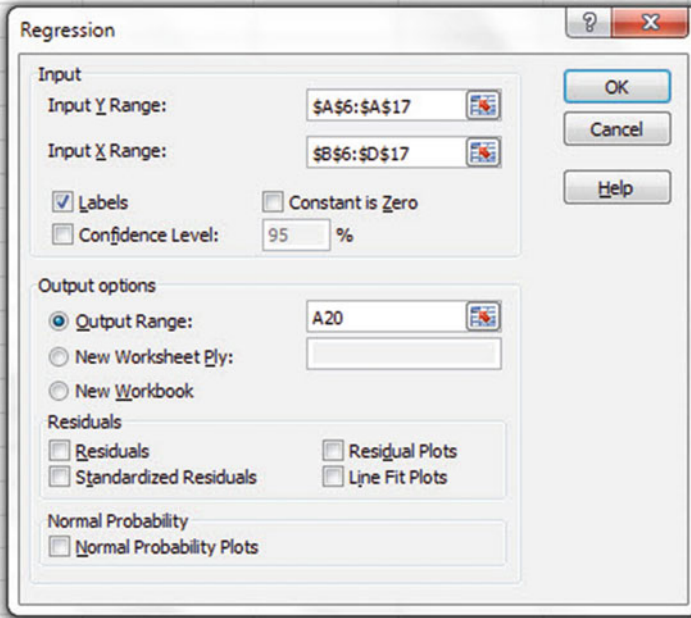 Regression
Input
Input Y Range:
$A$6:$A$17
OK
Input X Range:
$B$6:$D$17
Cancel
Labels
Constant is Zero
Help
Confidence Level:
95
%
Output options
Output Range:
A20
New Worksheet Ply:
New Workbook
Residuals
Residuals
Residual Plots
Standardized Residuals
Line Fit Plots
Normal Probability
Normal Probability Plots